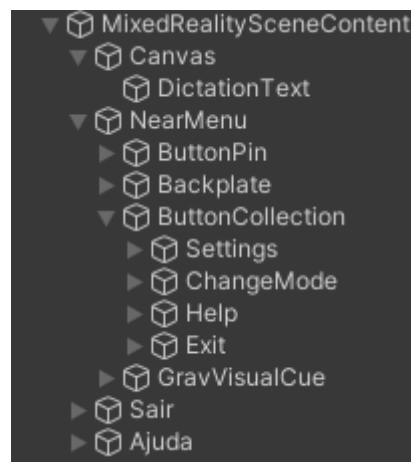 MixedRealitySceneContent
Canvas
DictationText
NearMenu
ButtonPin
Backplate
ButtonCollection
Settings
ChangeMode
Help
Exit
GravVisualCue
Sair
Ajuda